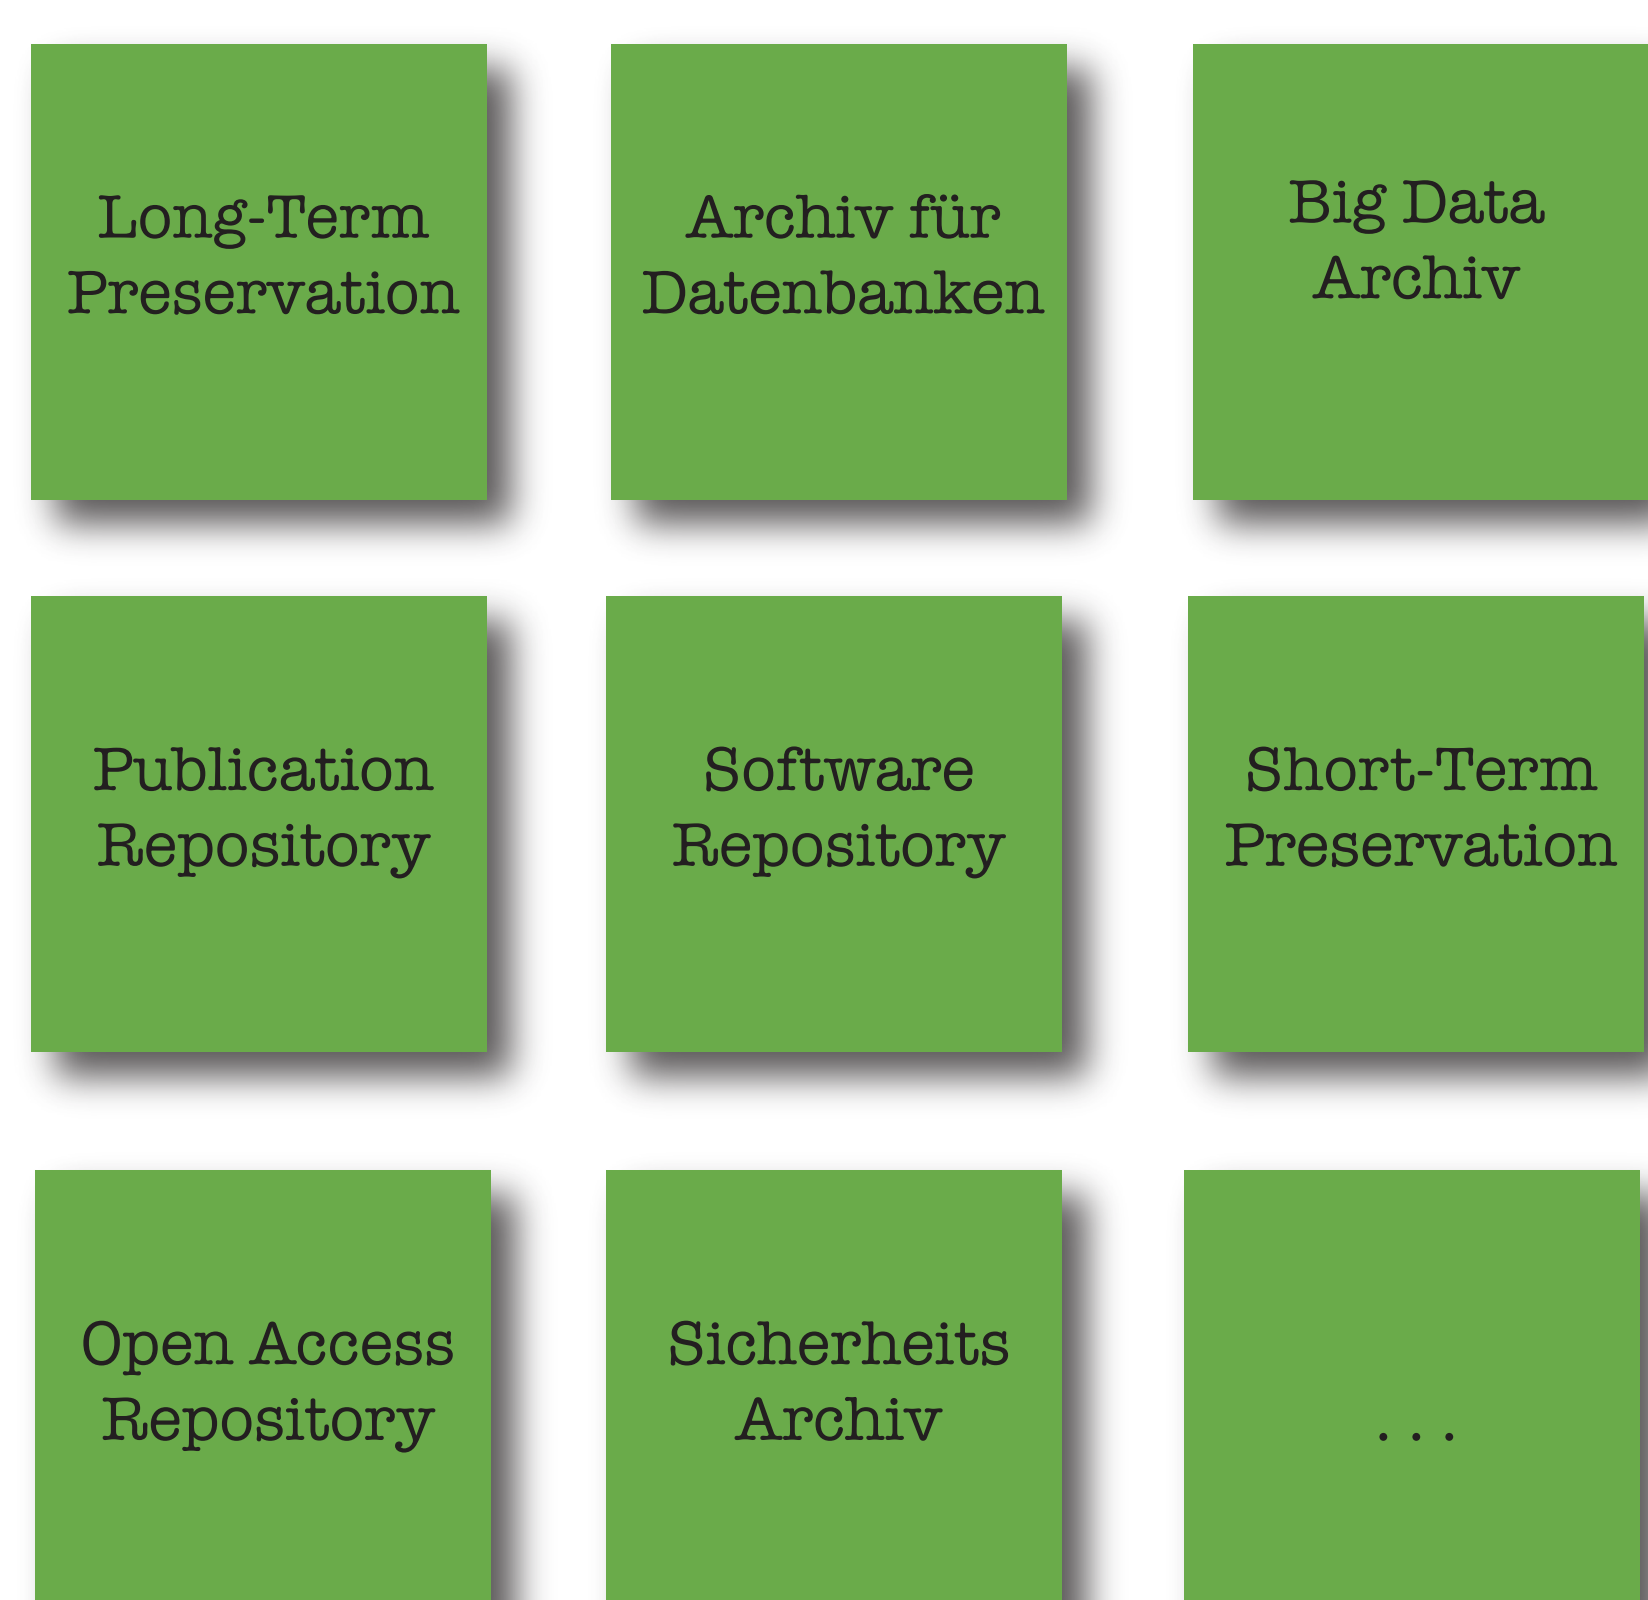 Long-Term
Preservation
Archiv für
Datenbanken
Big Data
Archiv
Publication
Repository
Software
Repository
Short-Term
Preservation
Open Access
Repository
Sicherheits
Archiv
...